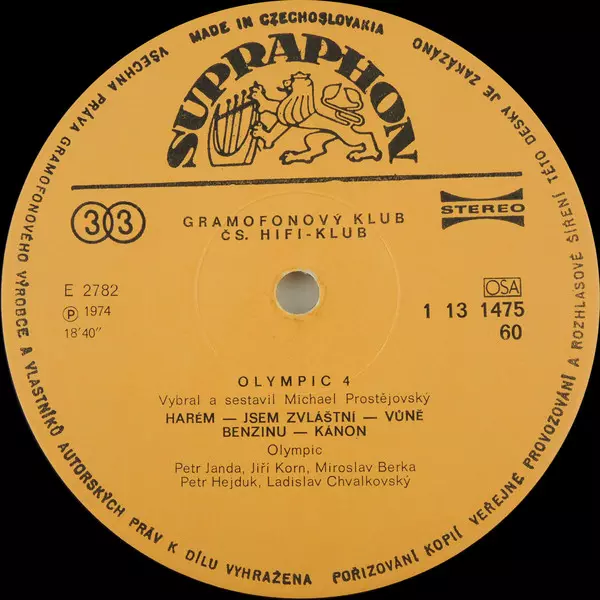 MADE IN CZECHOSLOVAKIA
VŠECHNA PRÁVA GRAMOFONOVÉHO VÝROBCE A VLASTNÍKŮ AUTORSKÝCH PRÁV K DÍLU VYHRAŽENA
POŘIZOVÁNÍ KOPIÍ VEŘEJNÉ PROVOZOVÁNÍ A ROZHLASOVÉ ŠÍŘENÍ TÉTO DESKY JE ZAKÁZÁNO
SUPRAPHON
33
GRAMOFONOVÝ KLUB
ČS. HIFI-KLUB
STEREO
E 2782
Ⓟ 1974
18'40"
OSA
1 13 1475
60
OLYMPIC 4
Vybral a sestavil Michael Prostějovský
HARÉM — JSEM ZVLÁŠTNÍ — VŮNĚ
BENZINU — KÁNON
Olympic
Petr Janda, Jiří Korn, Miroslav Berka
Petr Hejduk, Ladislav Chvalkovský